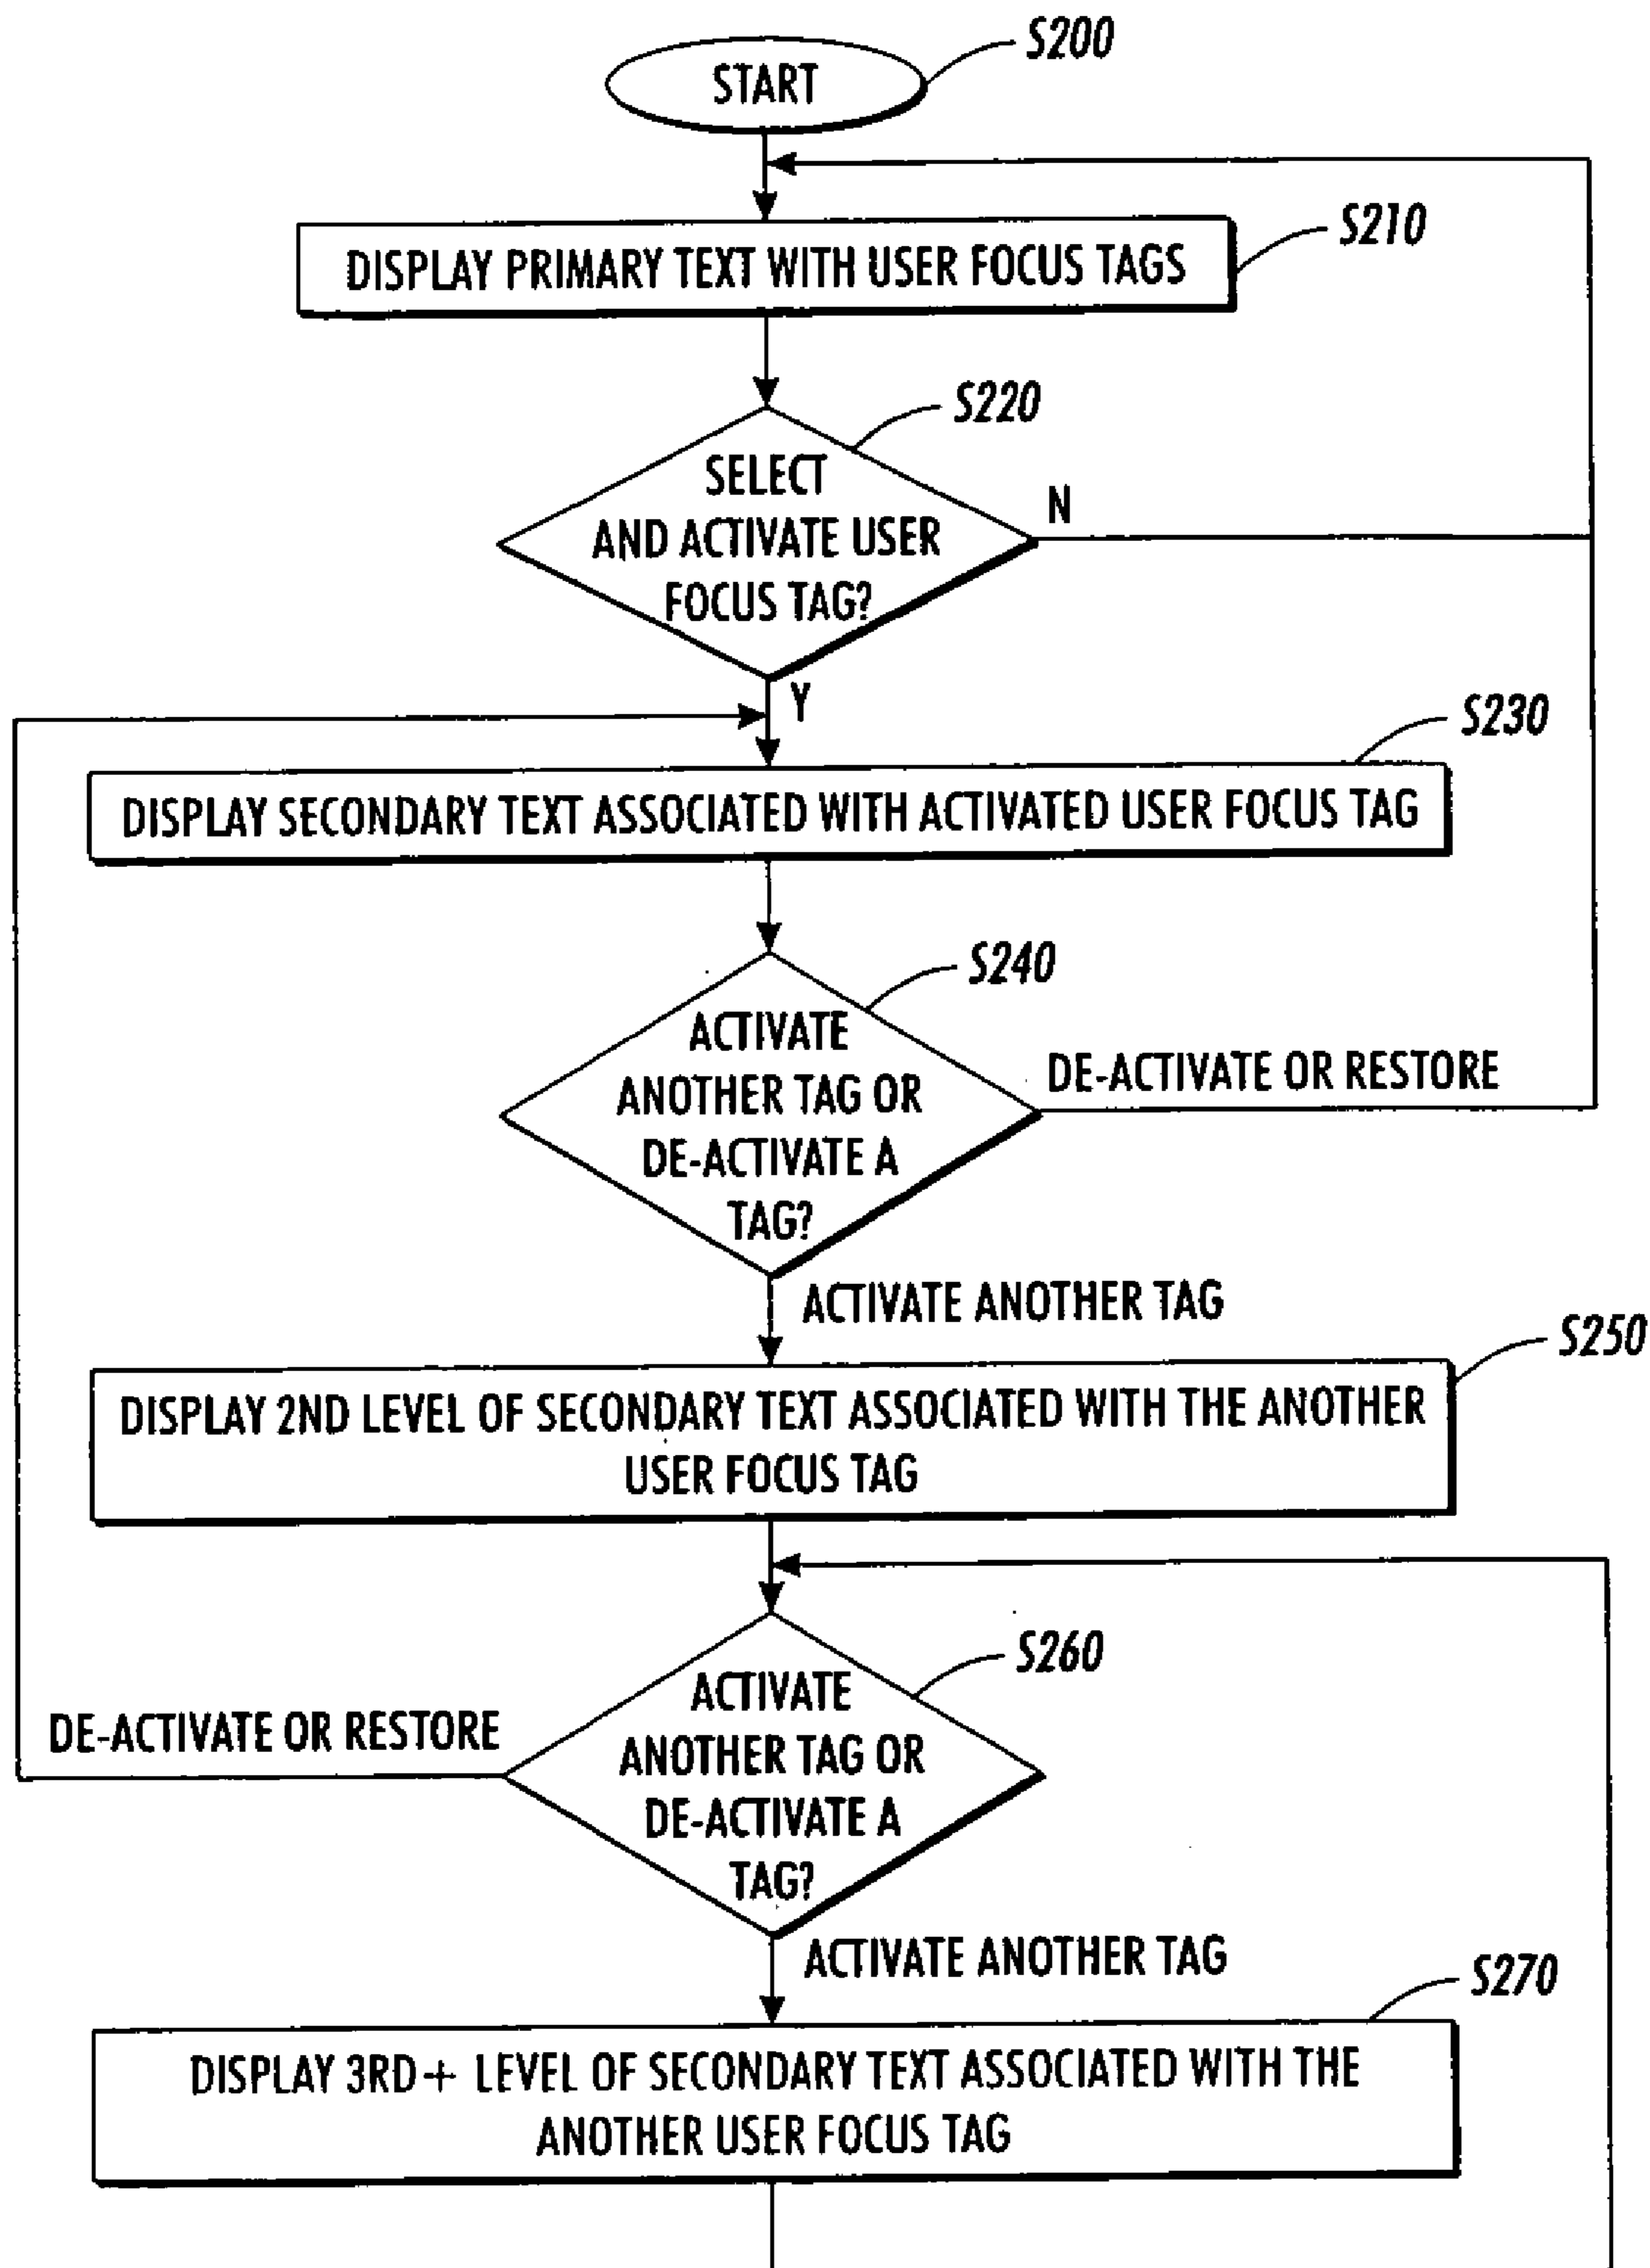 S200
START
S210
DISPLAY PRIMARY TEXT WITH USER FOCUS TAGS
S220
SELECT
AND ACTIVATE USER
FOCUS TAG?
N
Y
S230
DISPLAY SECONDARY TEXT ASSOCIATED WITH ACTIVATED USER FOCUS TAG
S240
ACTIVATE
ANOTHER TAG OR
DE-ACTIVATE A
TAG?
DE-ACTIVATE OR RESTORE
ACTIVATE ANOTHER TAG
S250
DISPLAY 2ND LEVEL OF SECONDARY TEXT ASSOCIATED WITH THE ANOTHER
USER FOCUS TAG
S260
ACTIVATE
ANOTHER TAG OR
DE-ACTIVATE A
TAG?
DE-ACTIVATE OR RESTORE
ACTIVATE ANOTHER TAG
S270
DISPLAY 3RD+ LEVEL OF SECONDARY TEXT ASSOCIATED WITH THE
ANOTHER USER FOCUS TAG